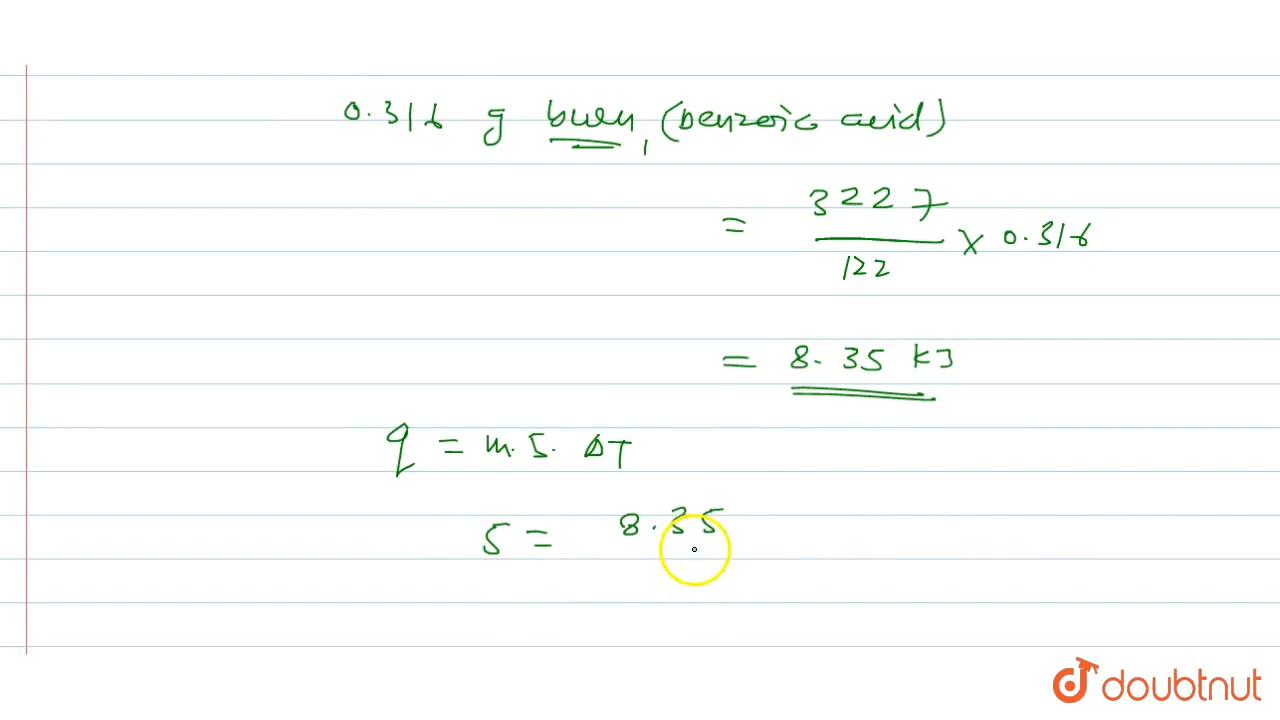 0.316 g burn, (benzoic acid)
= 3227/122 × 0.316
= 8.35 kJ
q = m.s. ΔT
S = 8.35
doubtnut